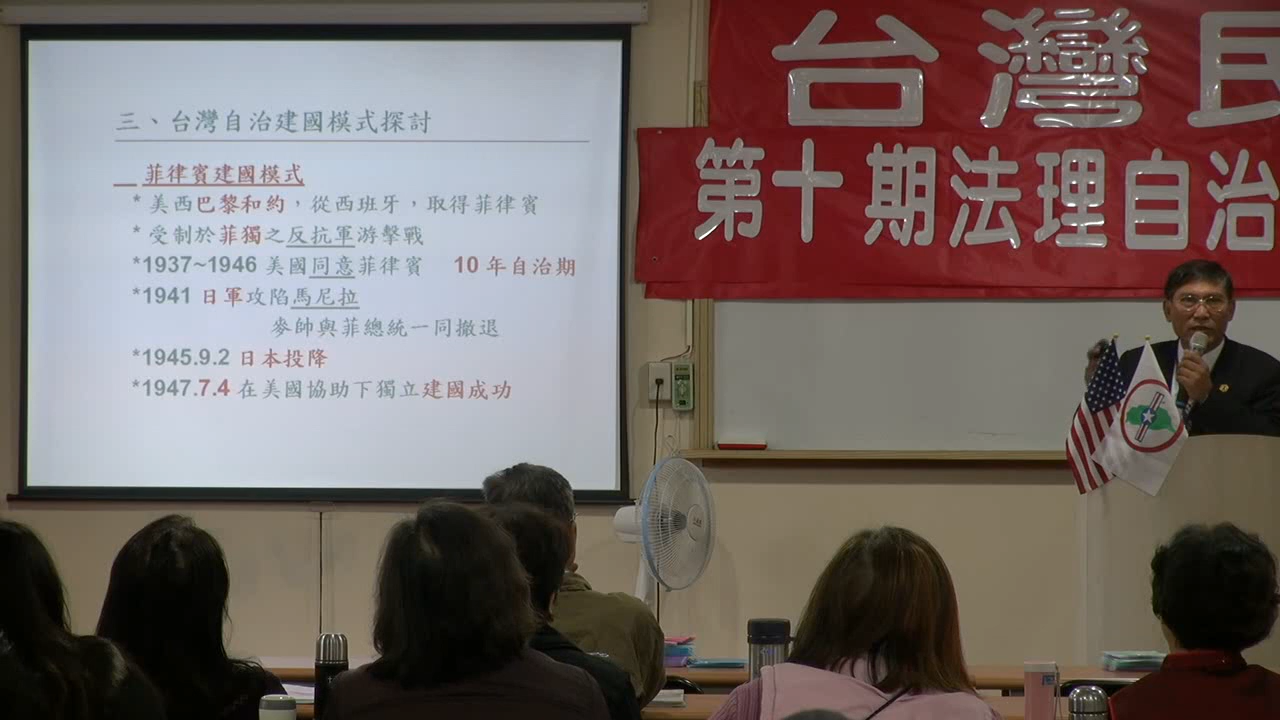 三、台灣自治建國模式探討
菲律賓建國模式
* 美西巴黎和約，從西班牙，取得菲律賓
* 受制於菲獨之反抗軍游擊戰
*1937~1946 美國同意菲律賓 10 年自治期
*1941 日軍攻陷馬尼拉
麥帥與菲總統一同撤退
*1945.9.2 日本投降
*1947.7.4 在美國協助下獨立建國成功
台灣民
第十期法理自治